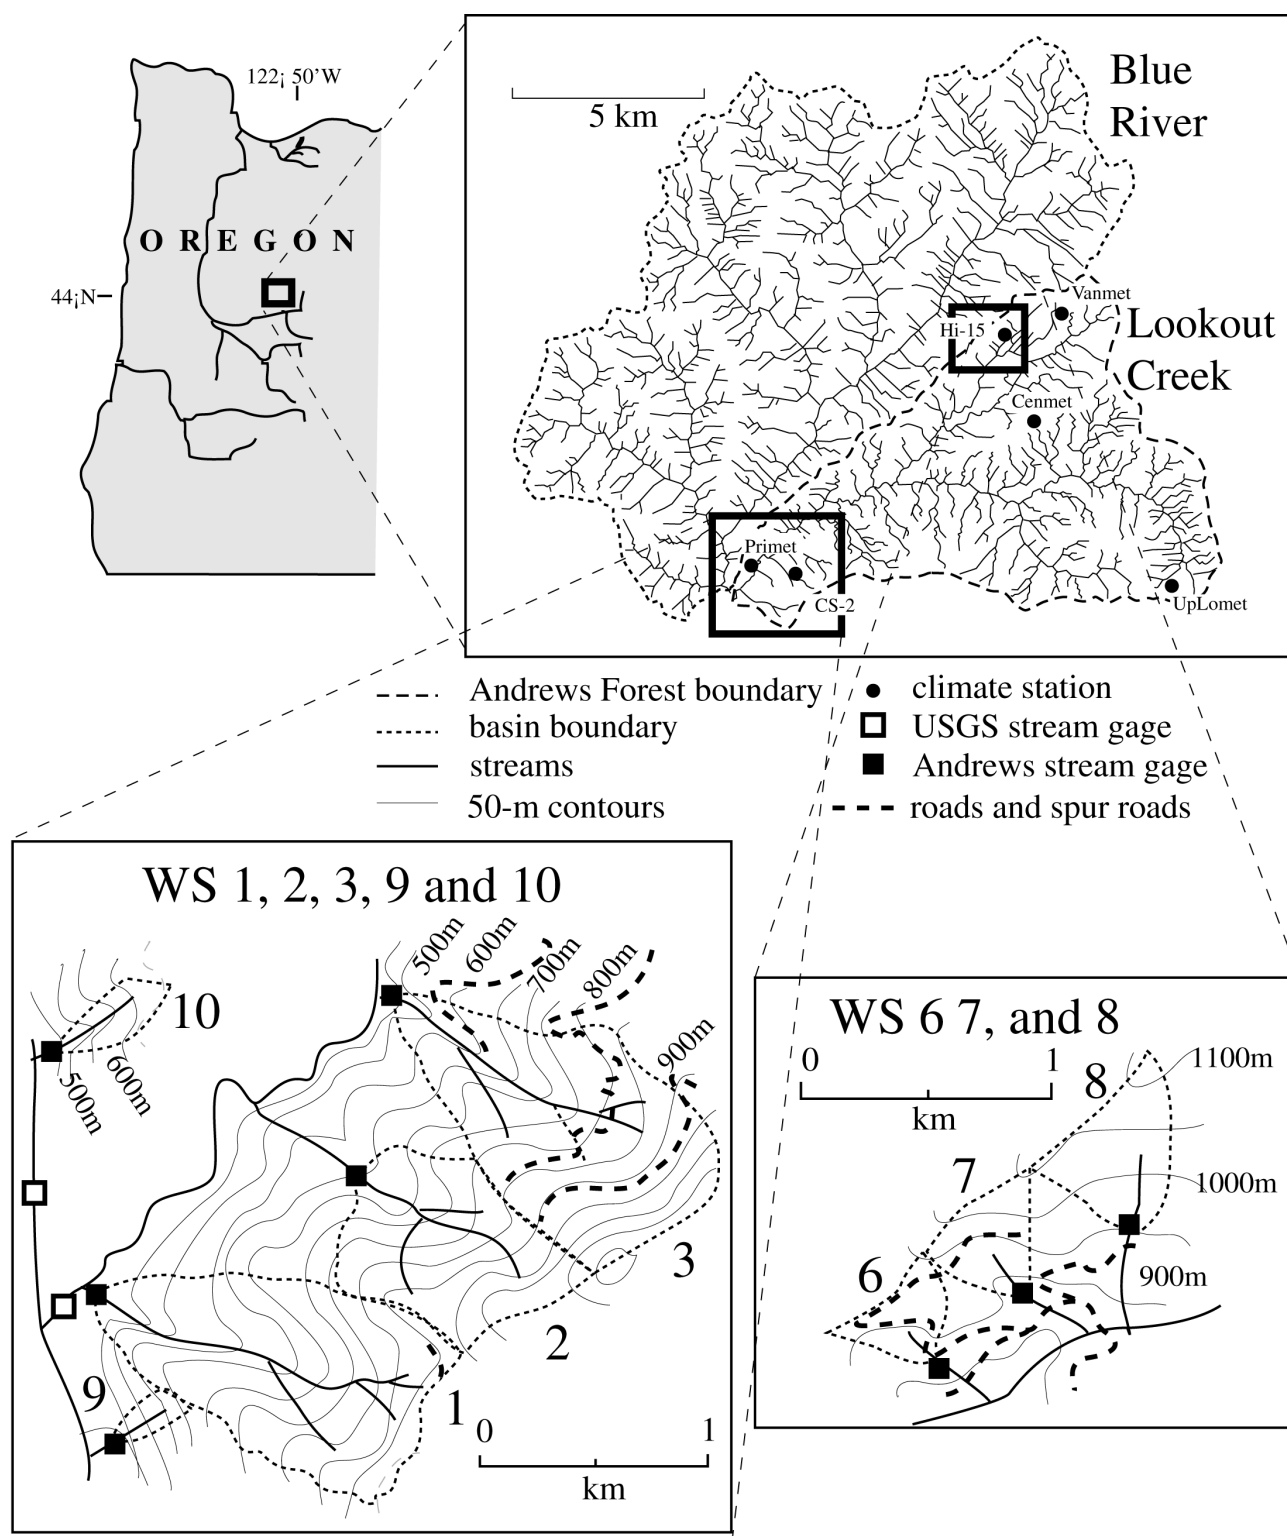 122¡ 50'W
OREGON
44¡N
5 km
Blue
River
Vanmet
Hi-15
Lookout
Creek
Cenmet
Primet
CS-2
UpLomet
Andrews Forest boundary
basin boundary
streams
50-m contours
climate station
USGS stream gage
Andrews stream gage
roads and spur roads
WS 1, 2, 3, 9 and 10
500m
600m
700m
800m
900m
10
500m
600m
3
2
9
1
0 1
km
WS 6 7, and 8
0 1
km
8
1100m
7
1000m
6
900m